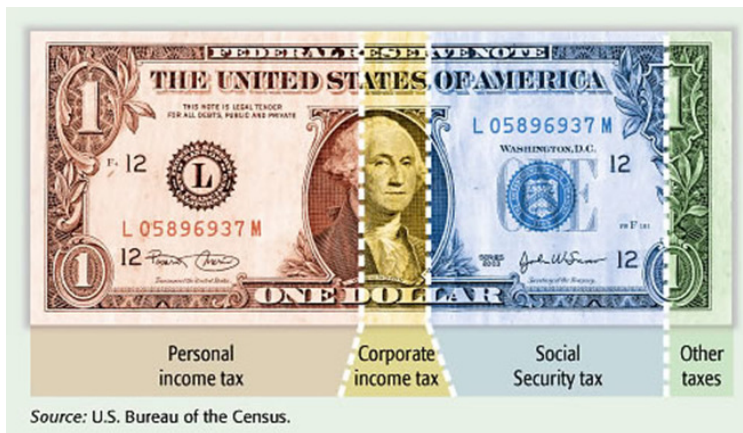 FEDERAL RESERVE NOTE
THE UNITED STATES OF AMERICA
THIS NOTE IS LEGAL TENDER
FOR ALL DEBTS, PUBLIC AND PRIVATE
L 05896937 M
WASHINGTON, D.C.
12
12
L
ONE
L 05896937 M
12
SERIES
12
1
1
1
1
ONE DOLLAR
Personal
income tax
Corporate
income tax
Social
Security tax
Other
taxes
Source: U.S. Bureau of the Census.